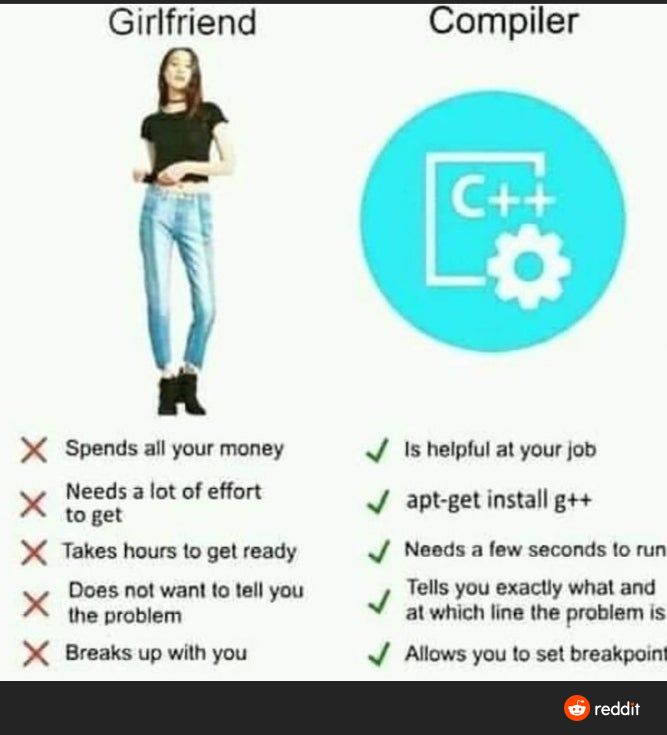 Girlfriend
Compiler
C++
Spends all your money
Needs a lot of effort
to get
Takes hours to get ready
Does not want to tell you
the problem
Breaks up with you
Is helpful at your job
apt-get install g++
Needs a few seconds to run
Tells you exactly what and
at which line the problem is
Allows you to set breakpoint
reddit